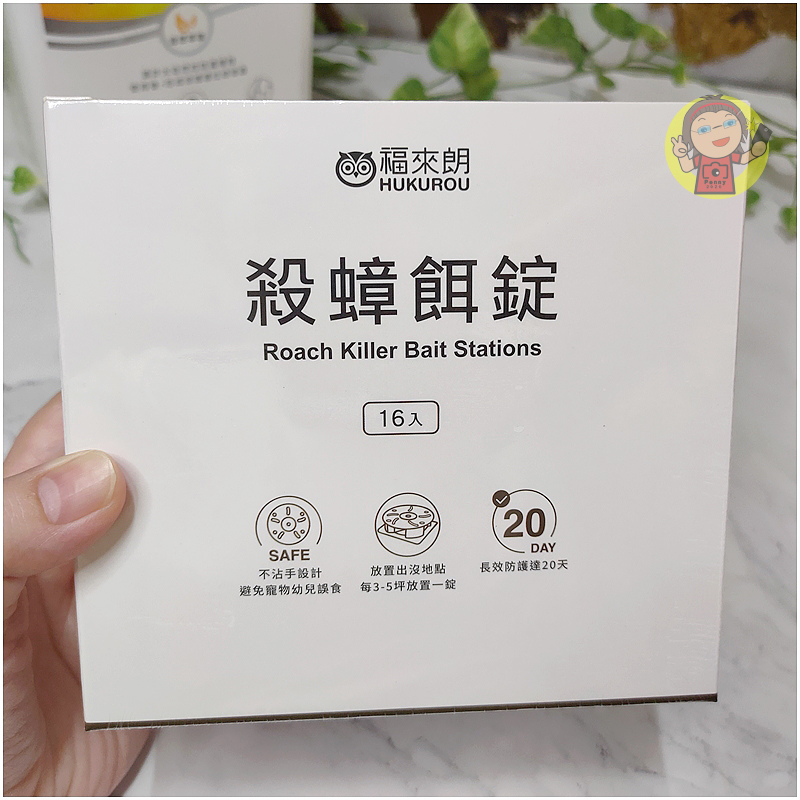 福來朗
HUKUROU
殺蟑餌錠
Roach Killer Bait Stations
16入
SAFE
不沾手設計
避免寵物幼兒誤食
放置出沒地點
每3-5坪放置一錠
20
DAY
長效防護達20天
Penny